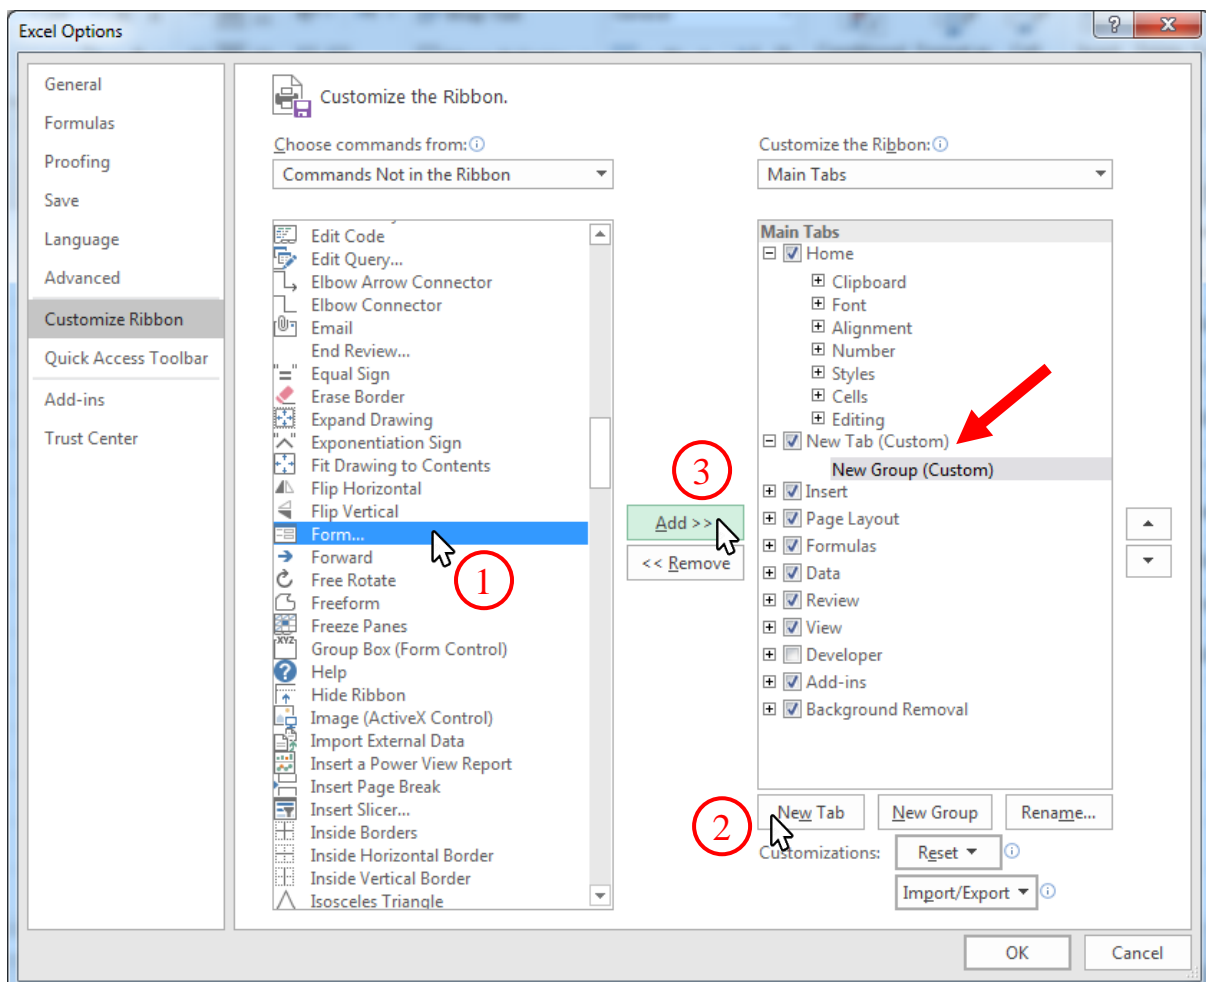 Excel Options
?
General
Formulas
Proofing
Save
Language
Advanced
Customize Ribbon
Quick Access Toolbar
Add-ins
Trust Center
Customize the Ribbon.
Choose commands from:
Commands Not in the Ribbon
Edit Code
Edit Query...
Elbow Arrow Connector
Elbow Connector
Email
End Review...
"=" Equal Sign
Erase Border
Expand Drawing
"^" Exponentiation Sign
Fit Drawing to Contents
Flip Horizontal
Flip Vertical
Form...
Forward
Free Rotate
Freeform
Freeze Panes
XYZ Group Box (Form Control)
Help
Hide Ribbon
Image (ActiveX Control)
Import External Data
Insert a Power View Report
Insert Page Break
Insert Slicer...
Inside Borders
Inside Horizontal Border
Inside Vertical Border
Isosceles Triangle
1
3
Add >>
<< Remove
Customize the Ribbon:
Main Tabs
Main Tabs
Home
Clipboard
Font
Alignment
Number
Styles
Cells
Editing
New Tab (Custom)
New Group (Custom)
Insert
Page Layout
Formulas
Data
Review
View
Developer
Add-ins
Background Removal
2
New Tab New Group Rename...
Customizations: Reset
Import/Export
OK Cancel